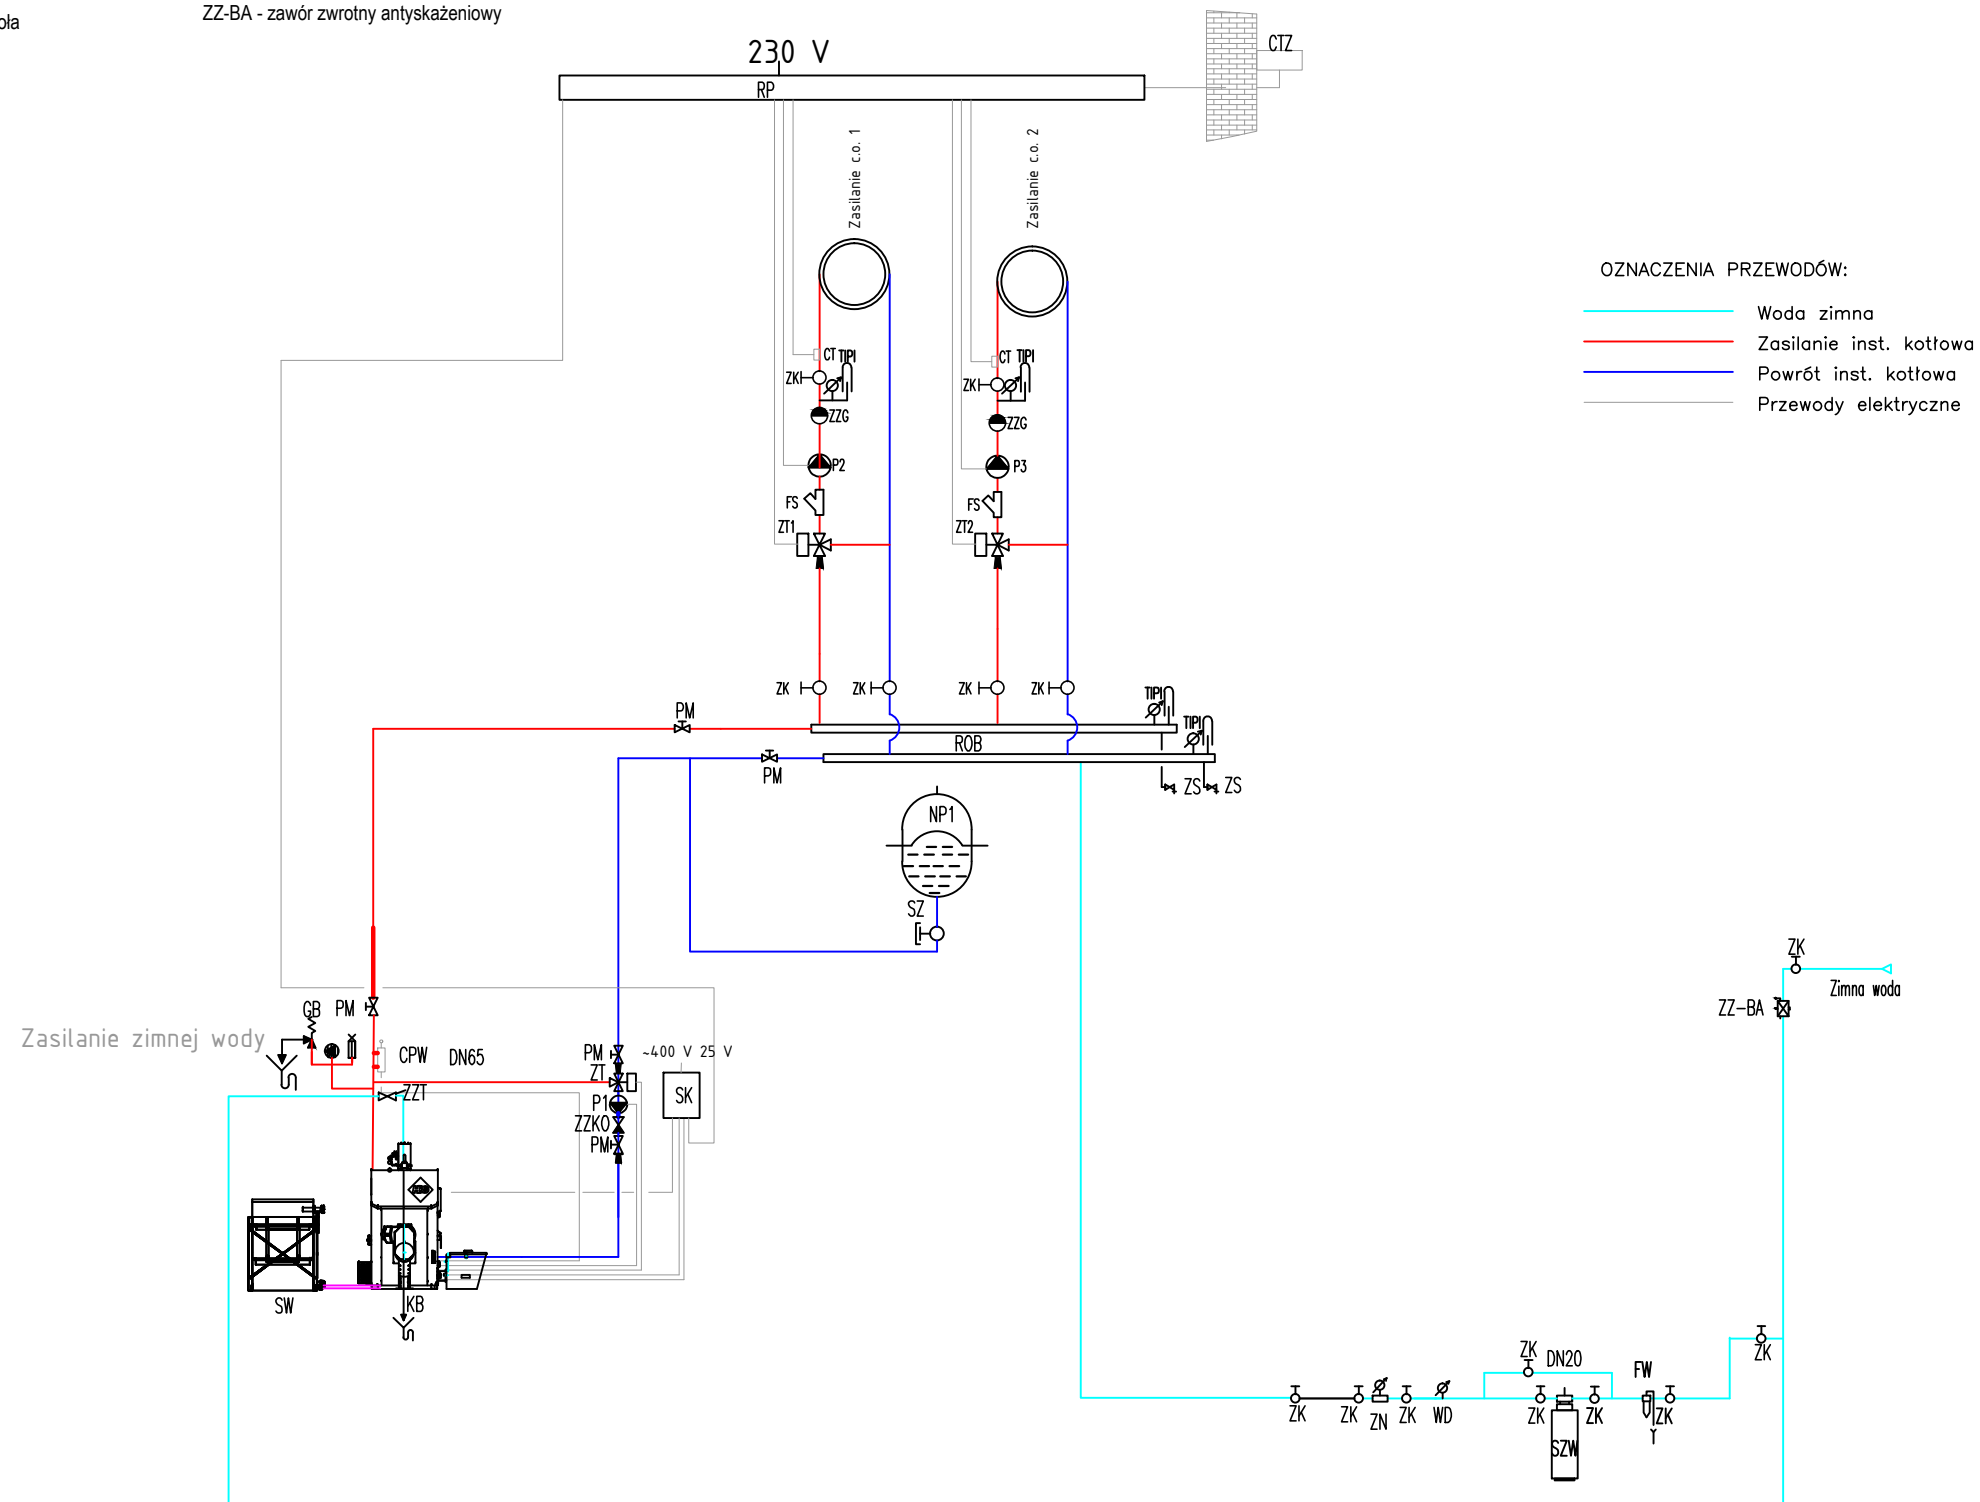 oła
ZZ-BA - zawór zwrotny antyskażeniowy
230 V
CTZ
RP
Zasilanie c.o. 1
Zasilanie c.o. 2
OZNACZENIA PRZEWODÓW:
Woda zimna
Zasilanie inst. kotłowa
Powrót inst. kotłowa
Przewody elektryczne
CT TIPI
CT TIPI
ZK
ZK
ZZG
ZZG
P2
P3
FS
FS
ZT1
ZT2
ZK
ZK
ZK
ZK
TIPI
PM
TIPI
ROB
PM
ZS
ZS
NP1
SZ
ZK
Zimna woda
ZZ-BA
GB
PM
Zasilanie zimnej wody
CPW
DN65
PM
~400 V 25 V
ZT
ZZT
SK
P1
ZZKO
PM
SW
KB
ZK
ZK
DN20
FW
ZK
ZK
ZN
ZK
WD
ZK
ZK
ZK
SZW